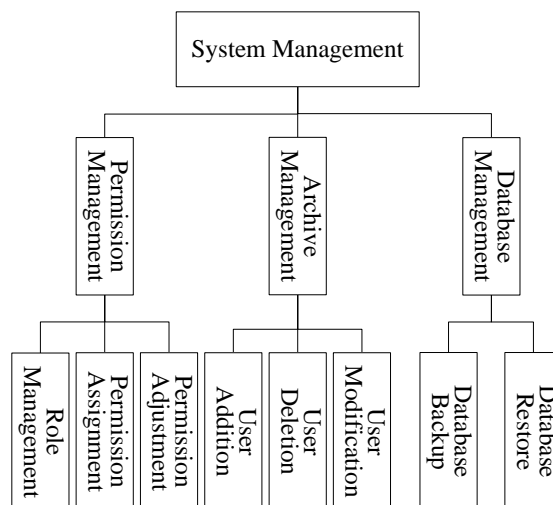 System Management
Permission
Management
Archive
Management
Database
Management
Role
Management
Permission
Assignment
Permission
Adjustment
User
Addition
User
Deletion
User
Modification
Database
Backup
Database
Restore